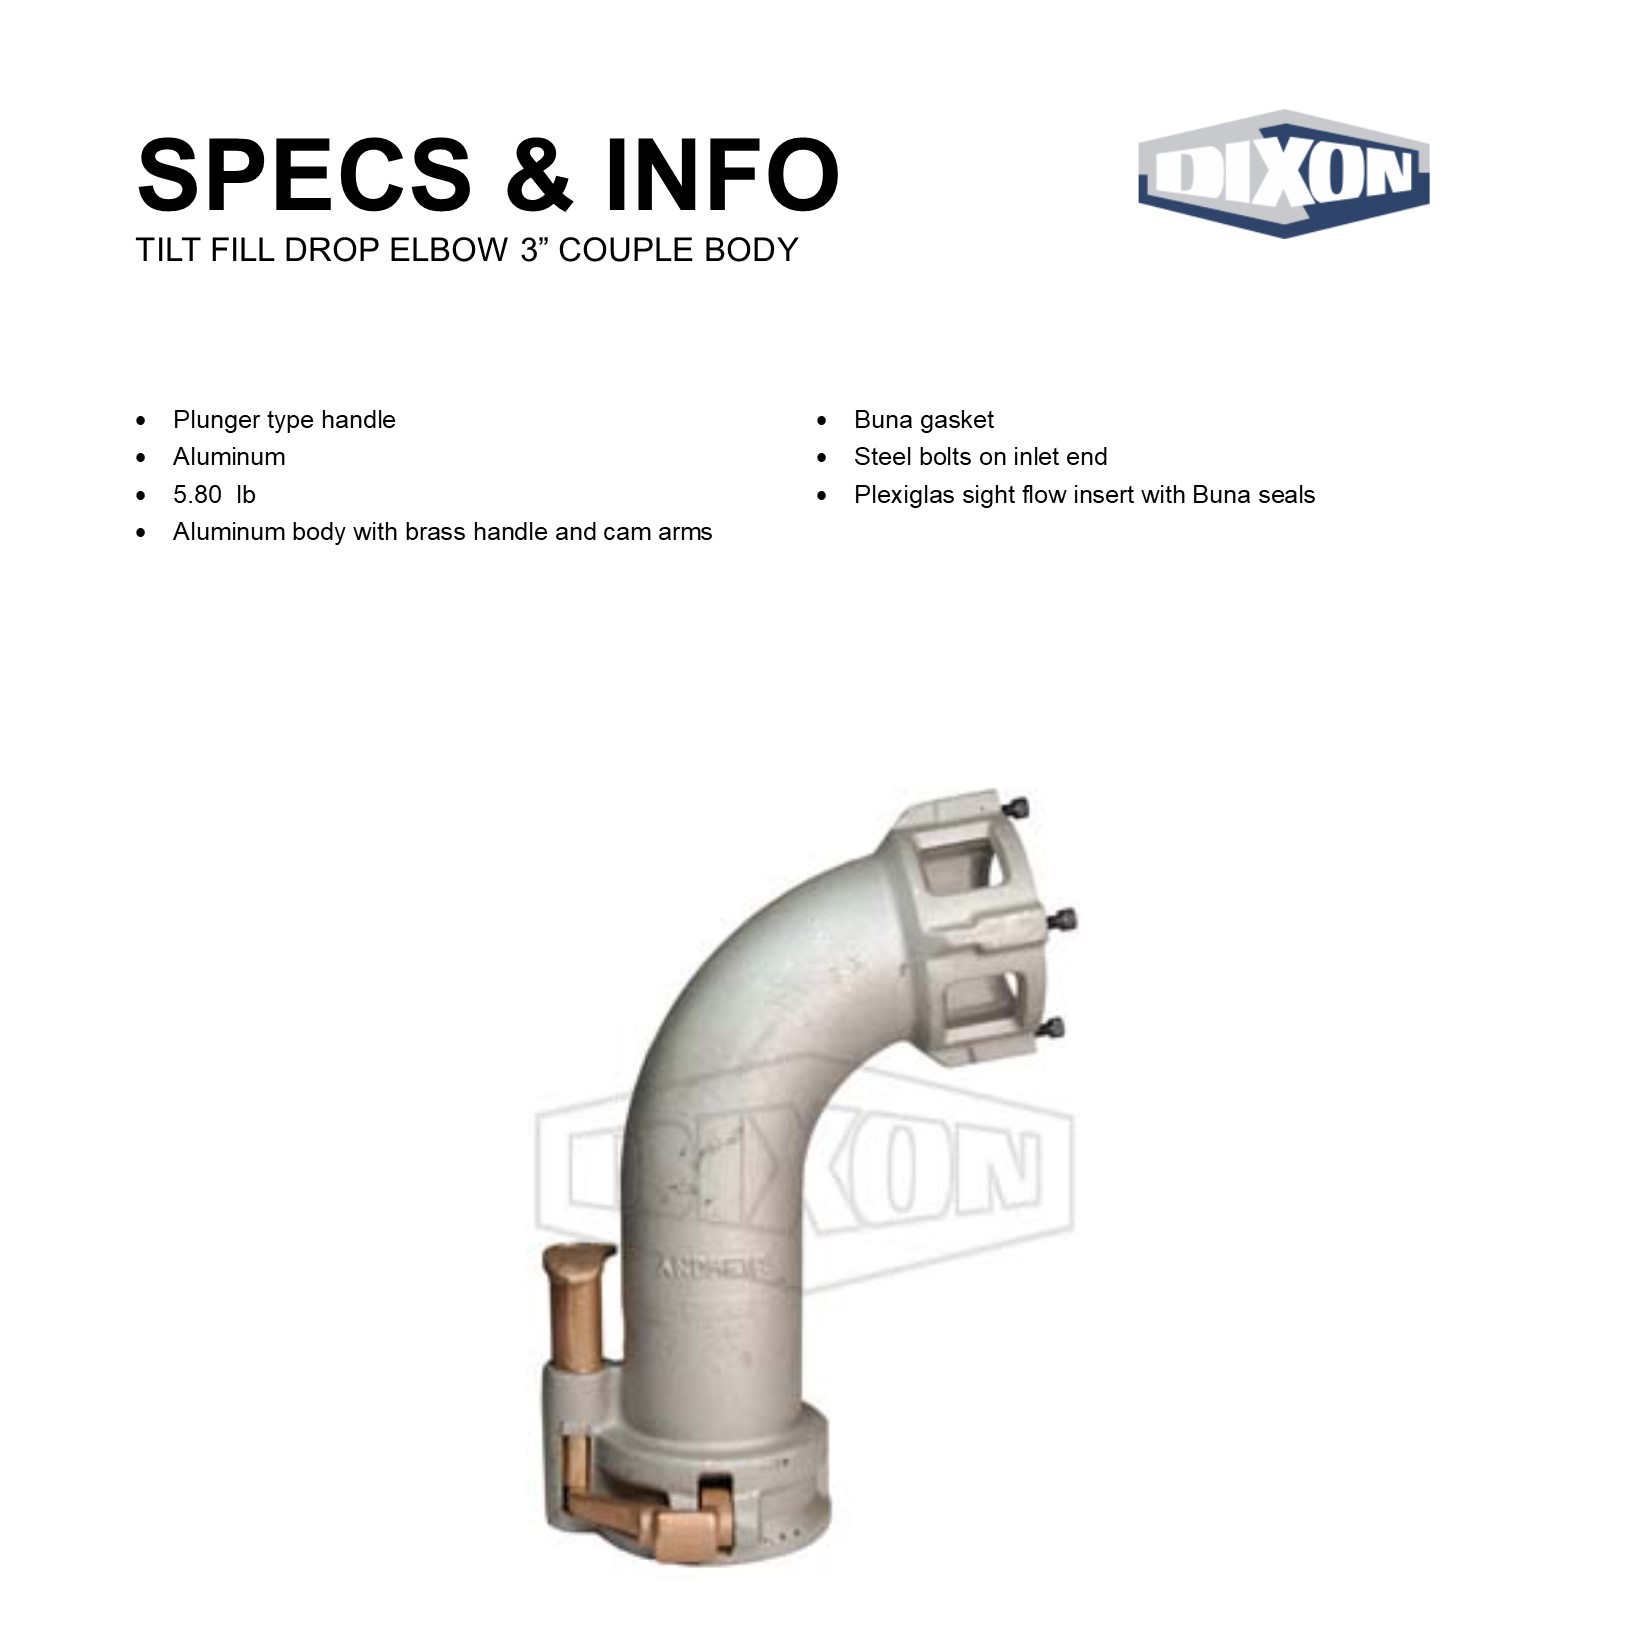 SPECS & INFO
DIXON
TILT FILL DROP ELBOW 3” COUPLE BODY
• Plunger type handle
• Aluminum
• 5.80 lb
• Aluminum body with brass handle and cam arms
• Buna gasket
• Steel bolts on inlet end
• Plexiglas sight flow insert with Buna seals
DIXON
ANDREWS